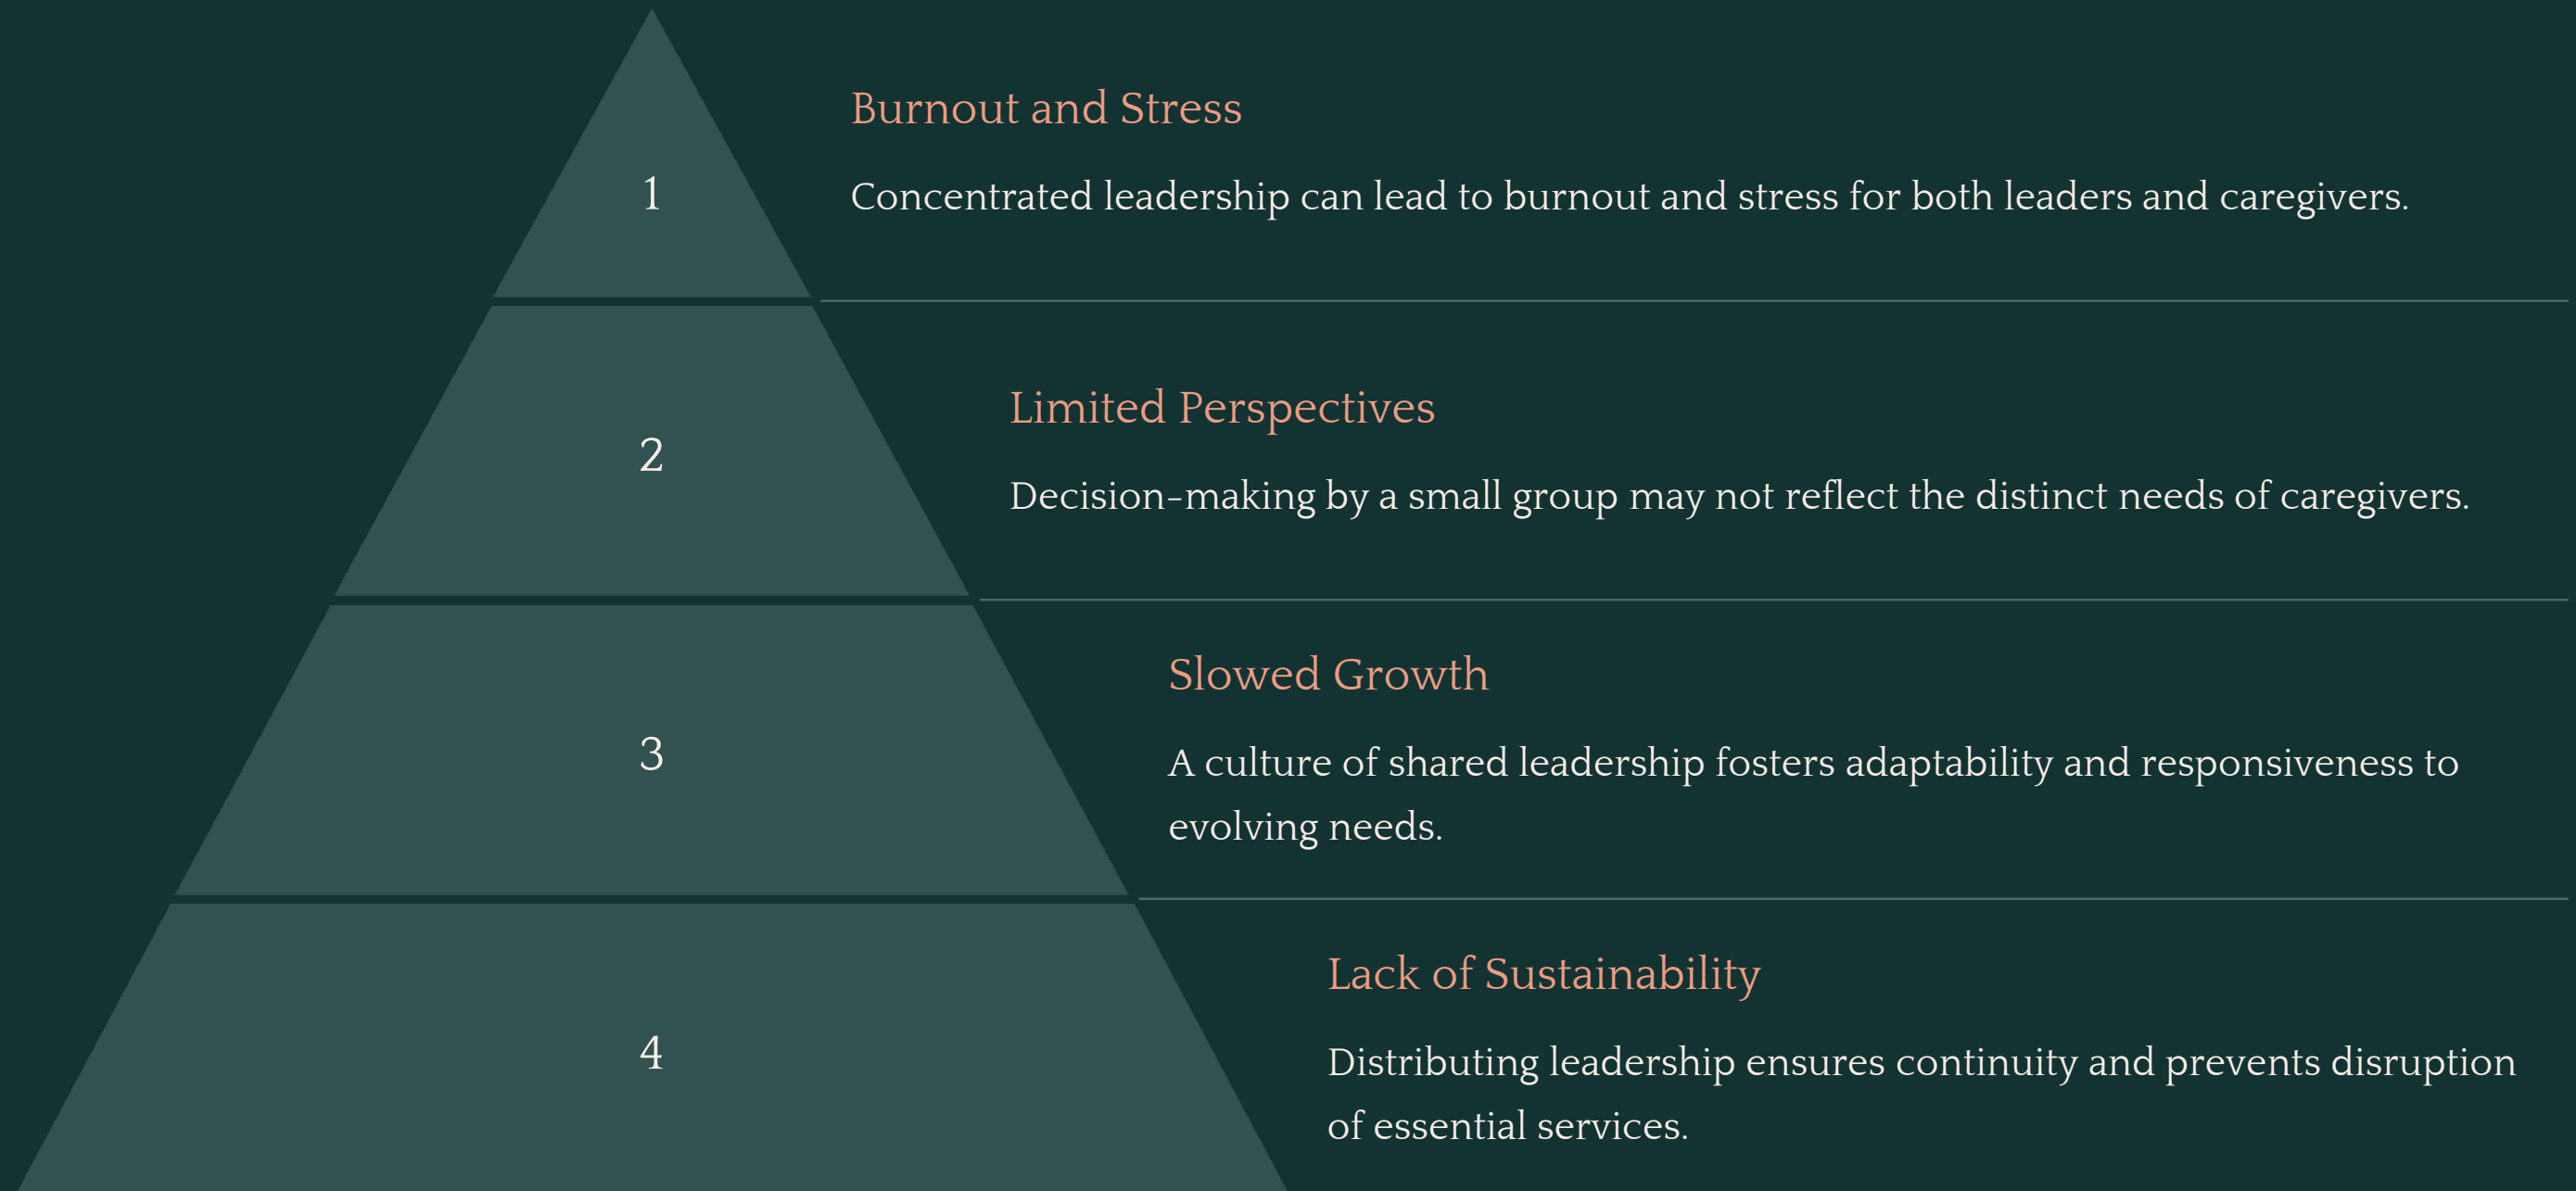 1
Burnout and Stress
Concentrated leadership can lead to burnout and stress for both leaders and caregivers.
2
Limited Perspectives
Decision-making by a small group may not reflect the distinct needs of caregivers.
3
Slowed Growth
A culture of shared leadership fosters adaptability and responsiveness to
evolving needs.
4
Lack of Sustainability
Distributing leadership ensures continuity and prevents disruption
of essential services.